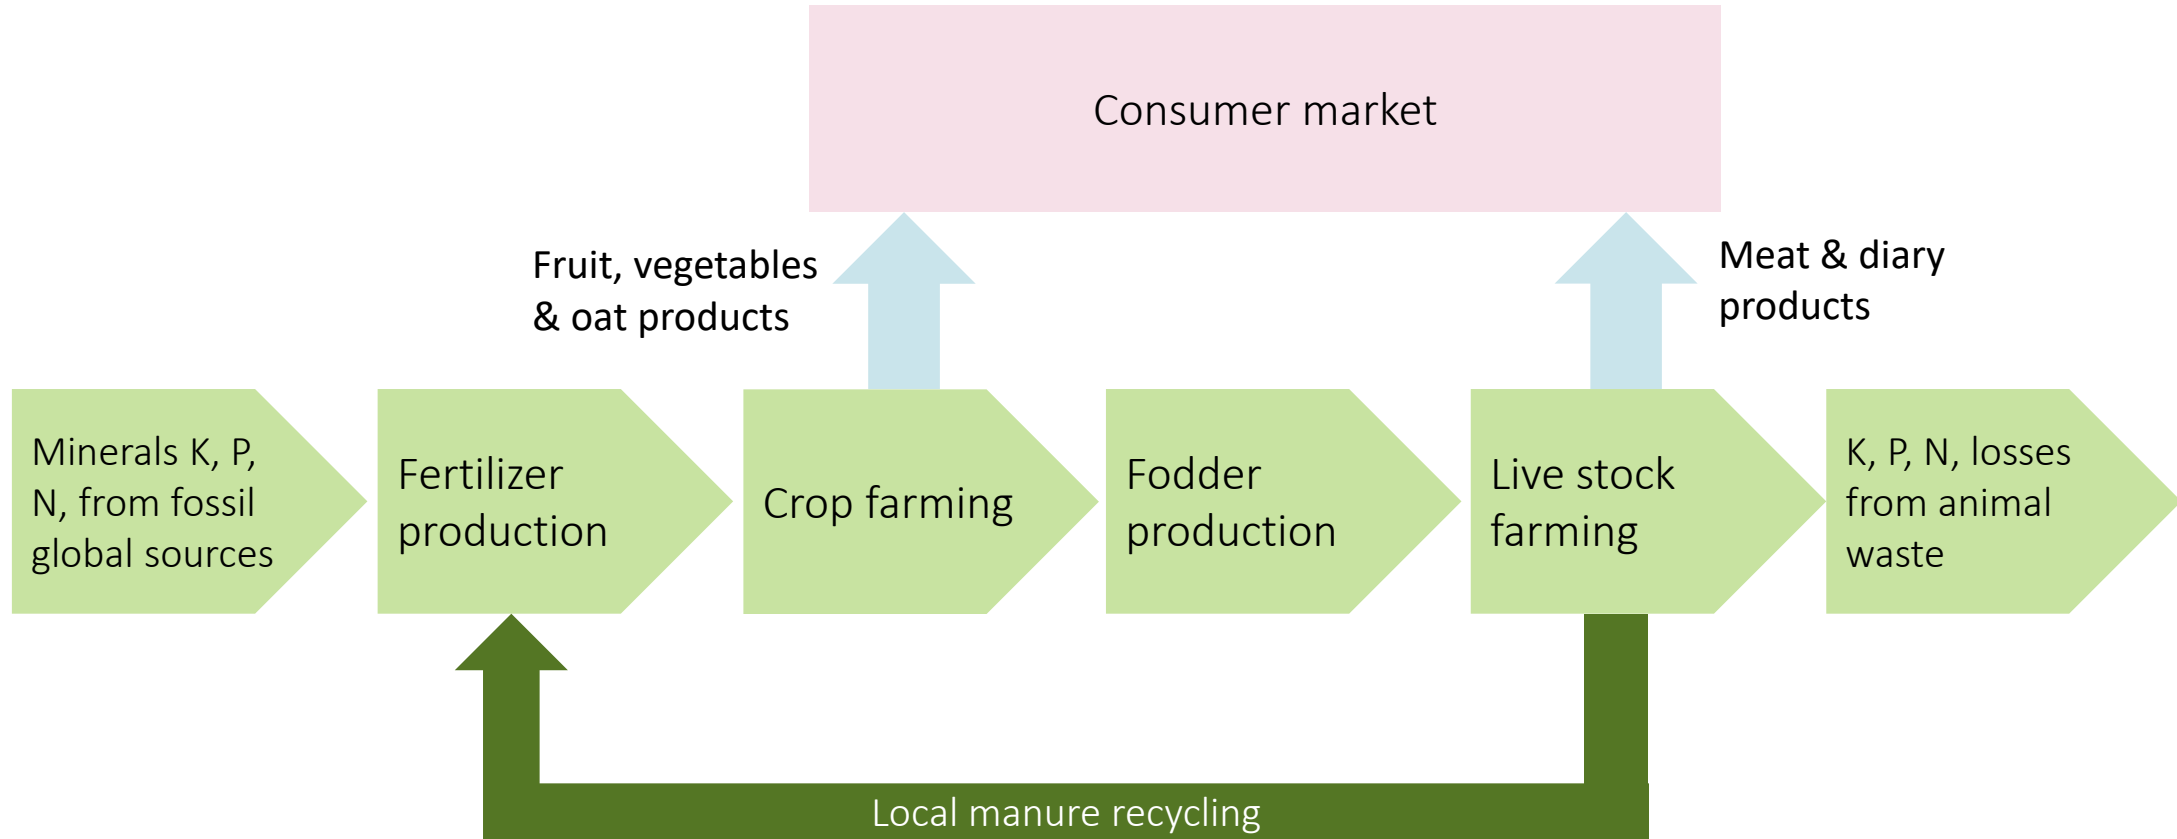 Consumer market
Fruit, vegetables
& oat products
Meat & diary
products
Minerals K, P,
N, from fossil
global sources
Fertilizer
production
Crop farming
Fodder
production
Live stock
farming
K, P, N, losses
from animal
waste
Local manure recycling